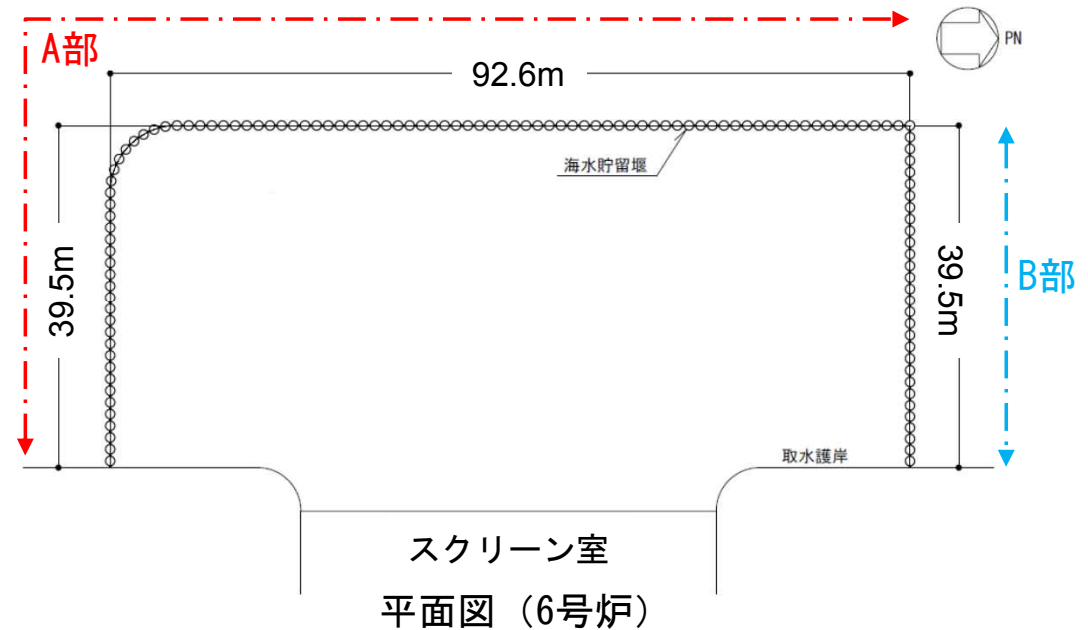 A部
PN
92.6m
海水貯留堰
39.5m
39.5m
B部
取水護岸
スクリーン室
平面図（6号炉）